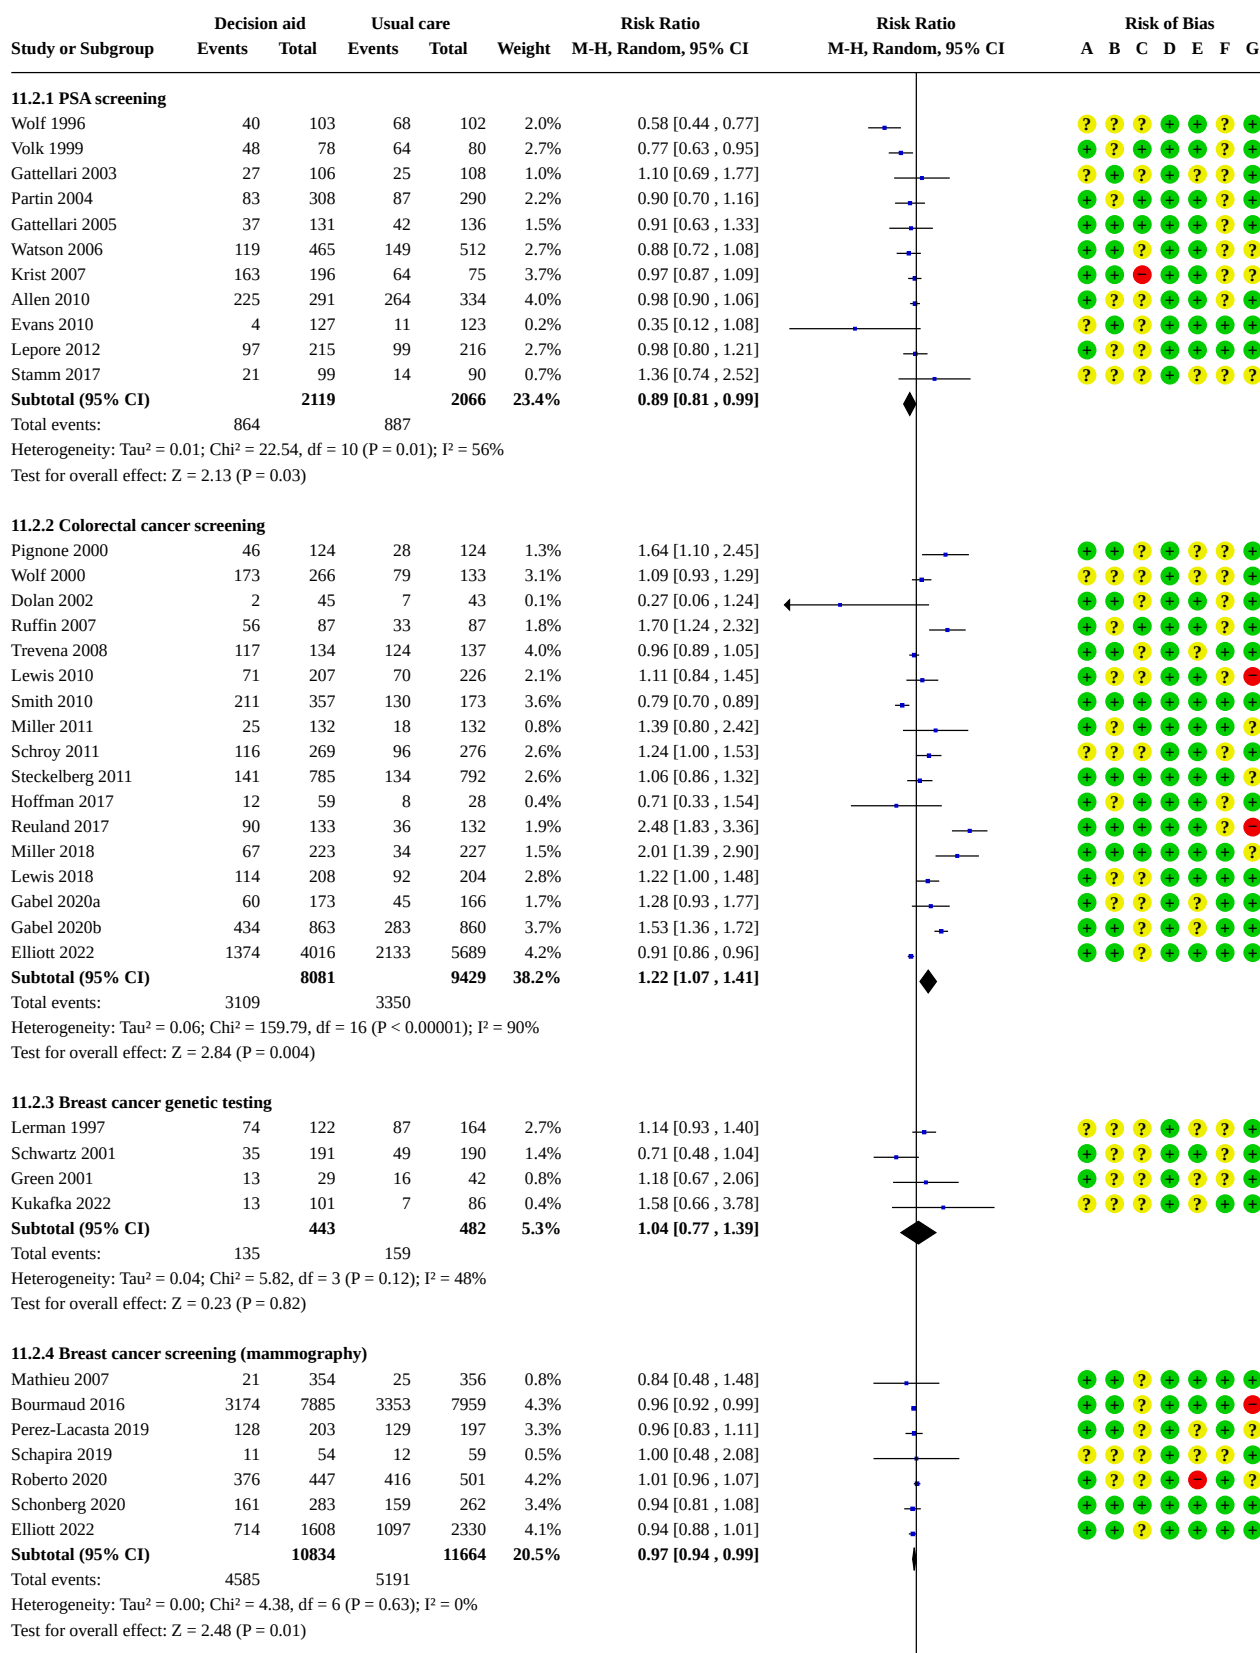 Decision aid Usual care Risk Ratio Risk Ratio Risk of Bias
Study or Subgroup Events Total Events Total Weight M-H, Random, 95% CI M-H, Random, 95% CI A B C D E F G
11.2.1 PSA screening
Wolf 1996 40 103 68 102 2.0% 0.58 [0.44 , 0.77] ? ? ? + + ? +
Volk 1999 48 78 64 80 2.7% 0.77 [0.63 , 0.95] + ? + + + ? +
Gattellari 2003 27 106 25 108 1.0% 1.10 [0.69 , 1.77] ? + ? + ? ? +
Partin 2004 83 308 87 290 2.2% 0.90 [0.70 , 1.16] + ? + + + ? +
Gattellari 2005 37 131 42 136 1.5% 0.91 [0.63 , 1.33] + + + + + ? +
Watson 2006 119 465 149 512 2.7% 0.88 [0.72 , 1.08] + + ? + + ? ?
Krist 2007 163 196 64 75 3.7% 0.97 [0.87 , 1.09] + + − + + ? ?
Allen 2010 225 291 264 334 4.0% 0.98 [0.90 , 1.06] + ? ? + + ? +
Evans 2010 4 127 11 123 0.2% 0.35 [0.12 , 1.08] ? + ? + + + +
Lepore 2012 97 215 99 216 2.7% 0.98 [0.80 , 1.21] + ? ? + + + +
Stamm 2017 21 99 14 90 0.7% 1.36 [0.74 , 2.52] ? ? ? + ? ? ?
Subtotal (95% CI) 2119 2066 23.4% 0.89 [0.81 , 0.99]
Total events: 864 887
Heterogeneity: Tau² = 0.01; Chi² = 22.54, df = 10 (P = 0.01); I² = 56%
Test for overall effect: Z = 2.13 (P = 0.03)
11.2.2 Colorectal cancer screening
Pignone 2000 46 124 28 124 1.3% 1.64 [1.10 , 2.45] + + ? + ? ? +
Wolf 2000 173 266 79 133 3.1% 1.09 [0.93 , 1.29] ? ? ? + ? ? +
Dolan 2002 2 45 7 43 0.1% 0.27 [0.06 , 1.24] + + ? + + ? +
Ruffin 2007 56 87 33 87 1.8% 1.70 [1.24 , 2.32] + ? + + + ? +
Trevena 2008 117 134 124 137 4.0% 0.96 [0.89 , 1.05] + + ? + ? + +
Lewis 2010 71 207 70 226 2.1% 1.11 [0.84 , 1.45] + ? ? + + ? −
Smith 2010 211 357 130 173 3.6% 0.79 [0.70 , 0.89] + + + + + + +
Miller 2011 25 132 18 132 0.8% 1.39 [0.80 , 2.42] + ? + + + + ?
Schroy 2011 116 269 96 276 2.6% 1.24 [1.00 , 1.53] ? ? ? + + ? +
Steckelberg 2011 141 785 134 792 2.6% 1.06 [0.86 , 1.32] + + + + + + ?
Hoffman 2017 12 59 8 28 0.4% 0.71 [0.33 , 1.54] + ? + + + ? +
Reuland 2017 90 133 36 132 1.9% 2.48 [1.83 , 3.36] + + + + + ? −
Miller 2018 67 223 34 227 1.5% 2.01 [1.39 , 2.90] + + + + + + ?
Lewis 2018 114 208 92 204 2.8% 1.22 [1.00 , 1.48] + ? ? + + + +
Gabel 2020a 60 173 45 166 1.7% 1.28 [0.93 , 1.77] + ? ? + ? + +
Gabel 2020b 434 863 283 860 3.7% 1.53 [1.36 , 1.72] + + ? + ? + +
Elliott 2022 1374 4016 2133 5689 4.2% 0.91 [0.86 , 0.96] + + ? + + + +
Subtotal (95% CI) 8081 9429 38.2% 1.22 [1.07 , 1.41]
Total events: 3109 3350
Heterogeneity: Tau² = 0.06; Chi² = 159.79, df = 16 (P < 0.00001); I² = 90%
Test for overall effect: Z = 2.84 (P = 0.004)
11.2.3 Breast cancer genetic testing
Lerman 1997 74 122 87 164 2.7% 1.14 [0.93 , 1.40] ? ? ? + ? ? +
Schwartz 2001 35 191 49 190 1.4% 0.71 [0.48 , 1.04] + ? ? + + ? +
Green 2001 13 29 16 42 0.8% 1.18 [0.67 , 2.06] + ? ? + ? ? +
Kukafka 2022 13 101 7 86 0.4% 1.58 [0.66 , 3.78] ? ? ? + ? + +
Subtotal (95% CI) 443 482 5.3% 1.04 [0.77 , 1.39]
Total events: 135 159
Heterogeneity: Tau² = 0.04; Chi² = 5.82, df = 3 (P = 0.12); I² = 48%
Test for overall effect: Z = 0.23 (P = 0.82)
11.2.4 Breast cancer screening (mammography)
Mathieu 2007 21 354 25 356 0.8% 0.84 [0.48 , 1.48] + + ? + + + +
Bourmaud 2016 3174 7885 3353 7959 4.3% 0.96 [0.92 , 0.99] + + ? + + + −
Perez-Lacasta 2019 128 203 129 197 3.3% 0.96 [0.83 , 1.11] + + ? + ? + ?
Schapira 2019 11 54 12 59 0.5% 1.00 [0.48 , 2.08] ? ? ? + ? ? +
Roberto 2020 376 447 416 501 4.2% 1.01 [0.96 , 1.07] + ? ? + − + ?
Schonberg 2020 161 283 159 262 3.4% 0.94 [0.81 , 1.08] + + + + + + +
Elliott 2022 714 1608 1097 2330 4.1% 0.94 [0.88 , 1.01] + + ? + + + +
Subtotal (95% CI) 10834 11664 20.5% 0.97 [0.94 , 0.99]
Total events: 4585 5191
Heterogeneity: Tau² = 0.00; Chi² = 4.38, df = 6 (P = 0.63); I² = 0%
Test for overall effect: Z = 2.48 (P = 0.01)